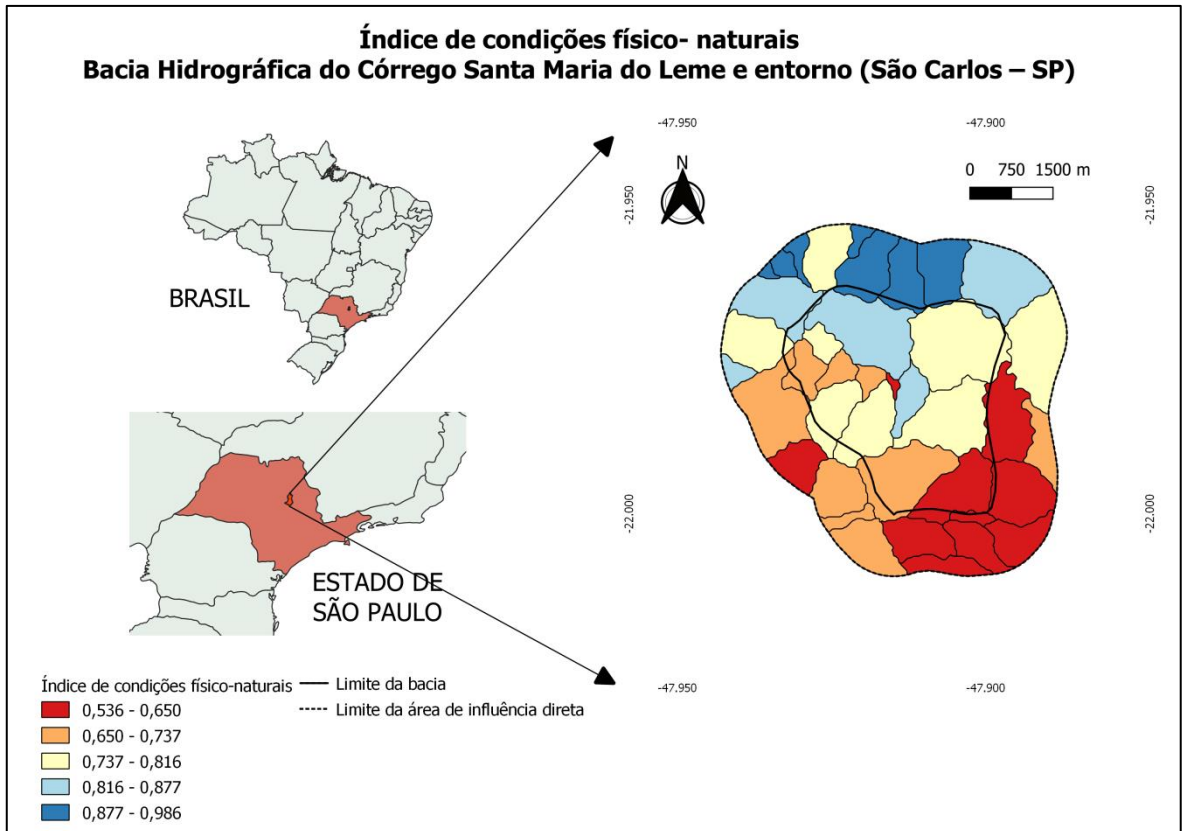 Índice de condições físico- naturais
Bacia Hidrográfica do Córrego Santa Maria do Leme e entorno (São Carlos – SP)
-47.950
-47.900
N
0 750 1500 m
-21.950
-21.950
BRASIL
-22.000
-22.000
ESTADO DE
SÃO PAULO
-47.950
-47.900
Índice de condições físico-naturais
0,536 - 0,650
0,650 - 0,737
0,737 - 0,816
0,816 - 0,877
0,877 - 0,986
Limite da bacia
Limite da área de influência direta